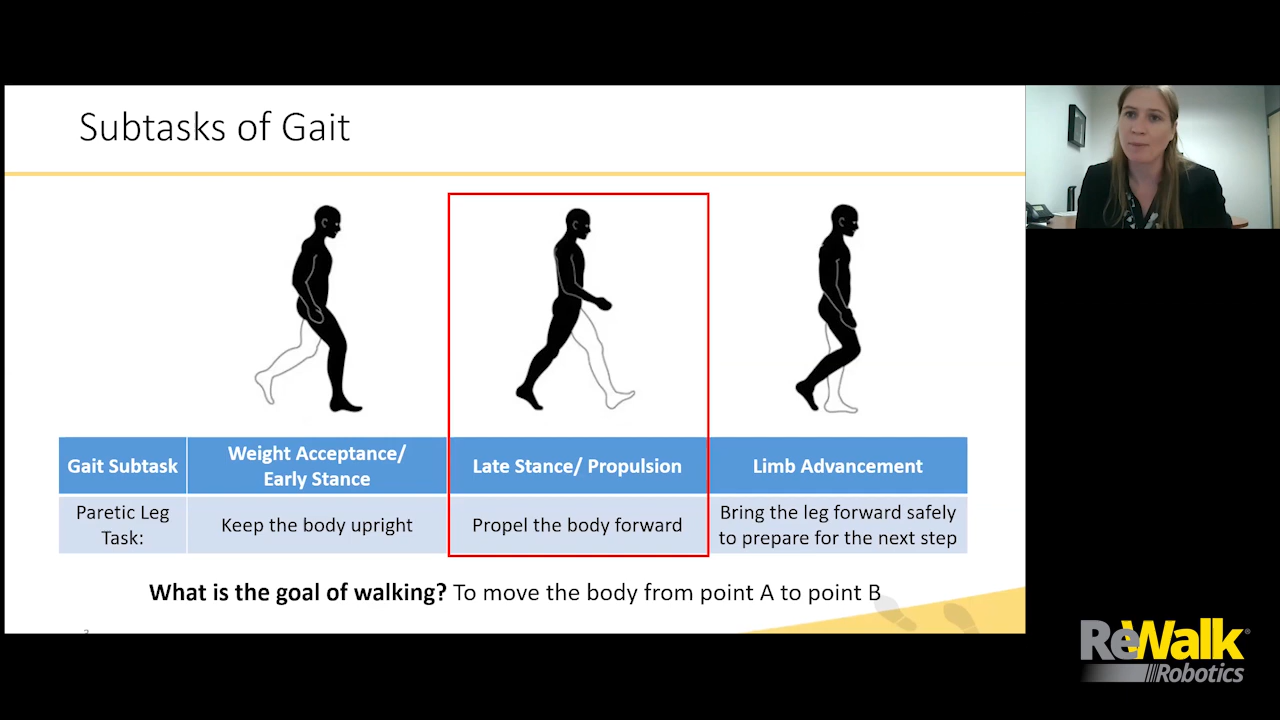 Subtasks of Gait
Gait Subtask
Weight Acceptance/
Early Stance
Late Stance/ Propulsion
Limb Advancement
Paretic Leg
Task:
Keep the body upright
Propel the body forward
Bring the leg forward safely
to prepare for the next step
What is the goal of walking? To move the body from point A to point B
ReWalk®
Robotics